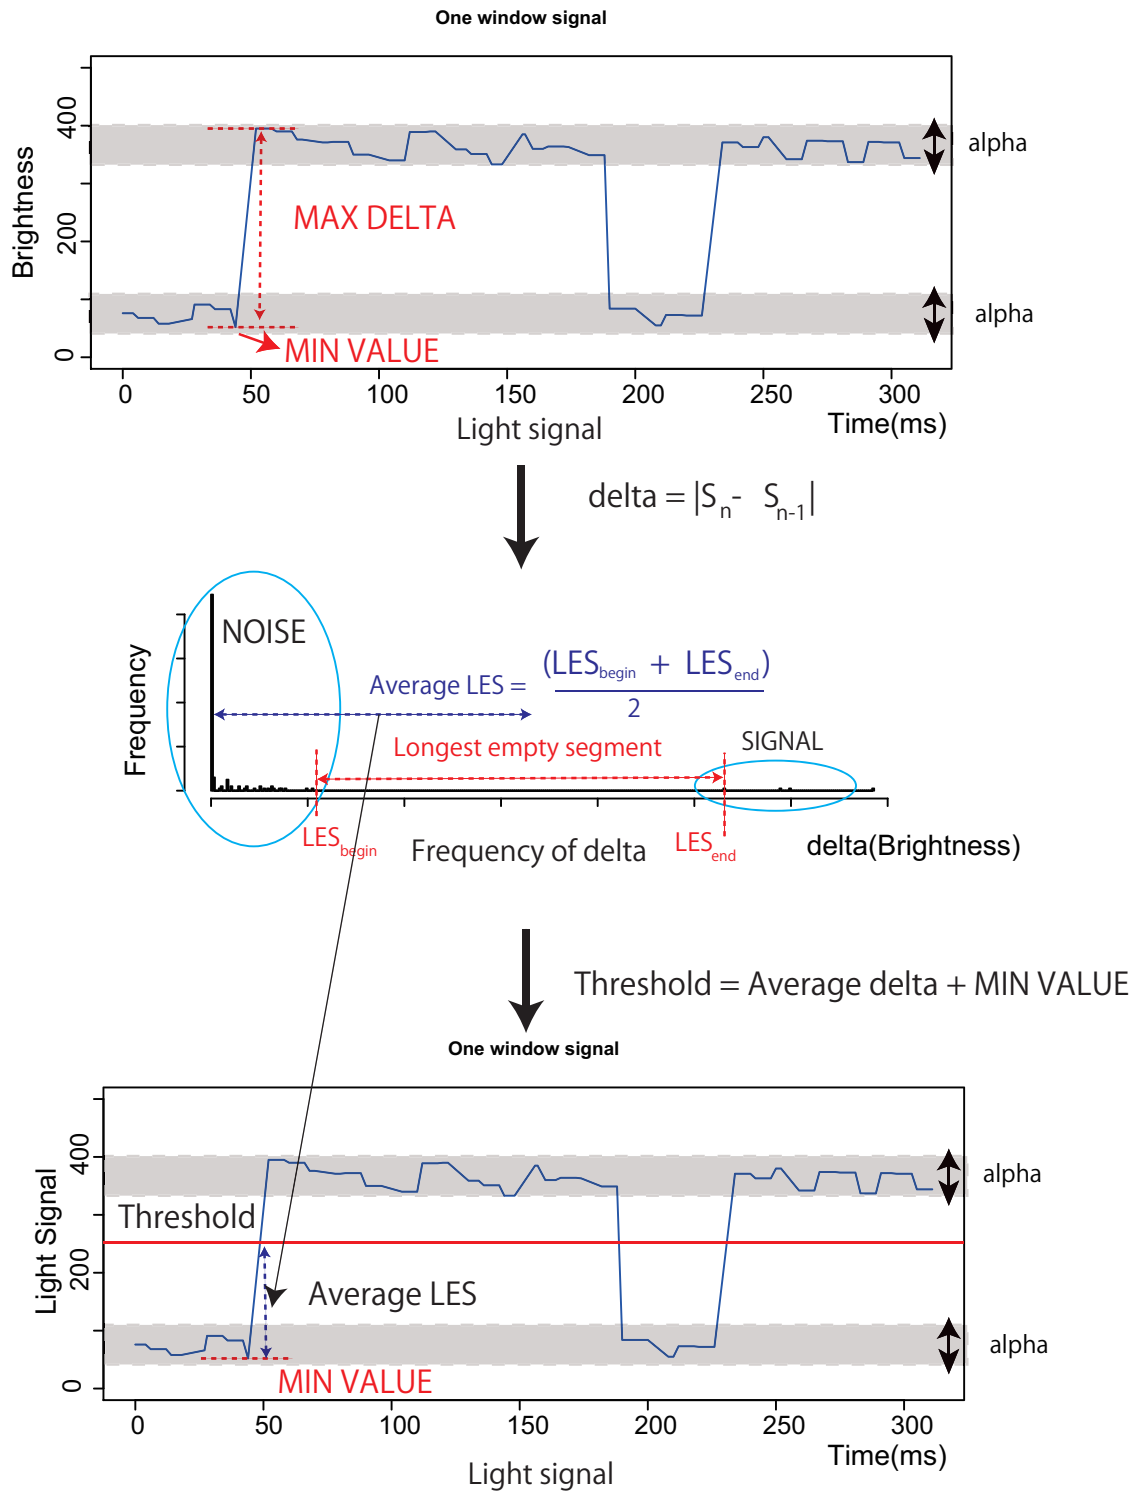 One window signal
400
200
0
Brightness
alpha
MAX DELTA
alpha
MIN VALUE
0 50 100 150 200 250 300
Light signal
Time(ms)
delta = |Sn- Sn-1|
NOISE
Frequency
Average LES = (LESbegin + LESend)
2
Longest empty segment
SIGNAL
LESbegin
LESend
Frequency of delta
delta(Brightness)
Threshold = Average delta + MIN VALUE
One window signal
400
200
0
Light Signal
alpha
Threshold
Average LES
alpha
MIN VALUE
0 50 100 150 200 250 300
Time(ms)
Light signal